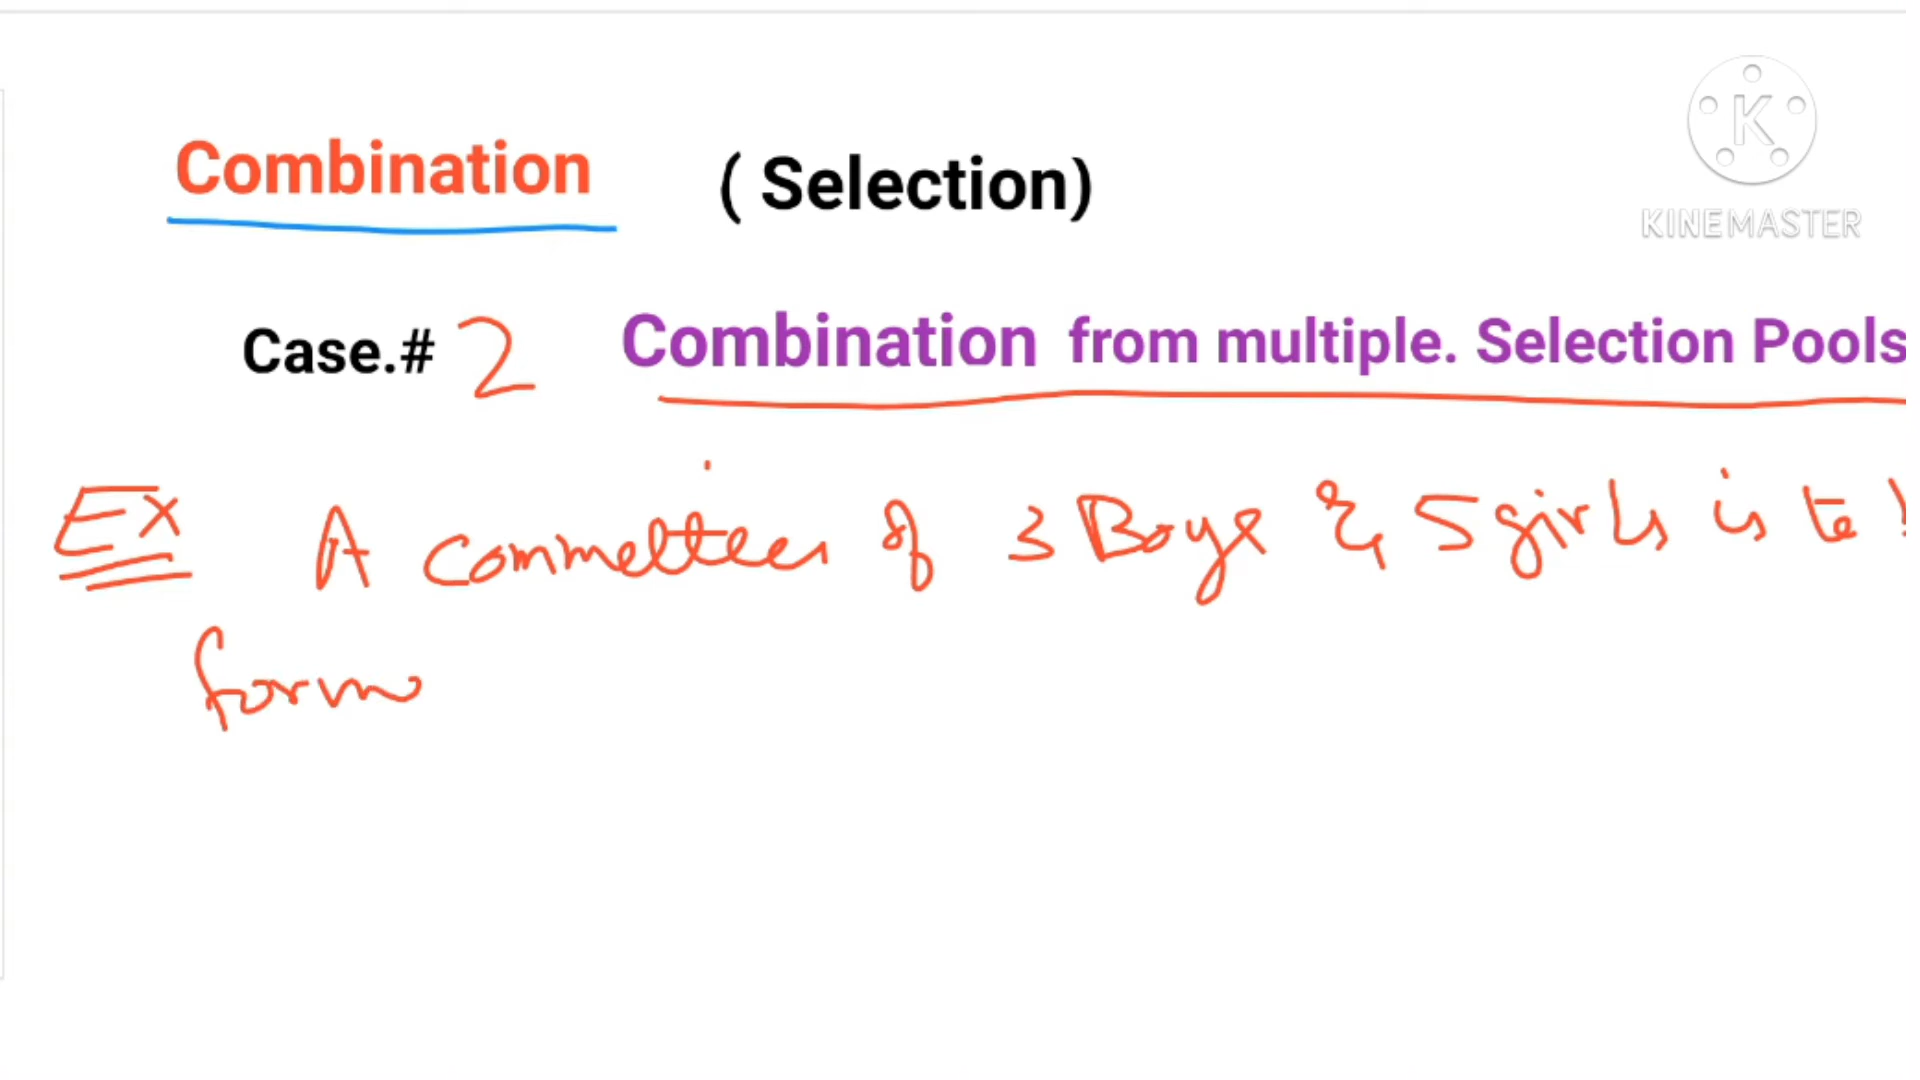 Combination ( Selection)
K
KINEMASTER
Case.# 2 Combination from multiple. Selection Pools
Ex A commettees of 3 Boys & 5 girls is to
form